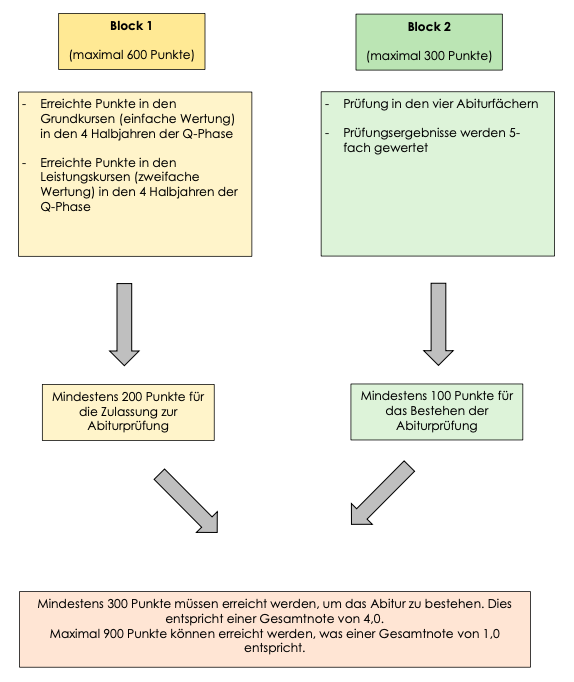 Block 1
(maximal 600 Punkte)
Block 2
(maximal 300 Punkte)
- Erreichte Punkte in den
Grundkursen (einfache Wertung)
in den 4 Halbjahren der Q-Phase
- Erreichte Punkte in den
Leistungskursen (zweifache
Wertung) in den 4 Halbjahren der
Q-Phase
- Prüfung in den vier Abiturfächern
- Prüfungsergebnisse werden 5-
fach gewertet
Mindestens 200 Punkte für
die Zulassung zur
Abiturprüfung
Mindestens 100 Punkte für
das Bestehen der
Abiturprüfung
Mindestens 300 Punkte müssen erreicht werden, um das Abitur zu bestehen. Dies
entspricht einer Gesamtnote von 4,0.
Maximal 900 Punkte können erreicht werden, was einer Gesamtnote von 1,0
entspricht.